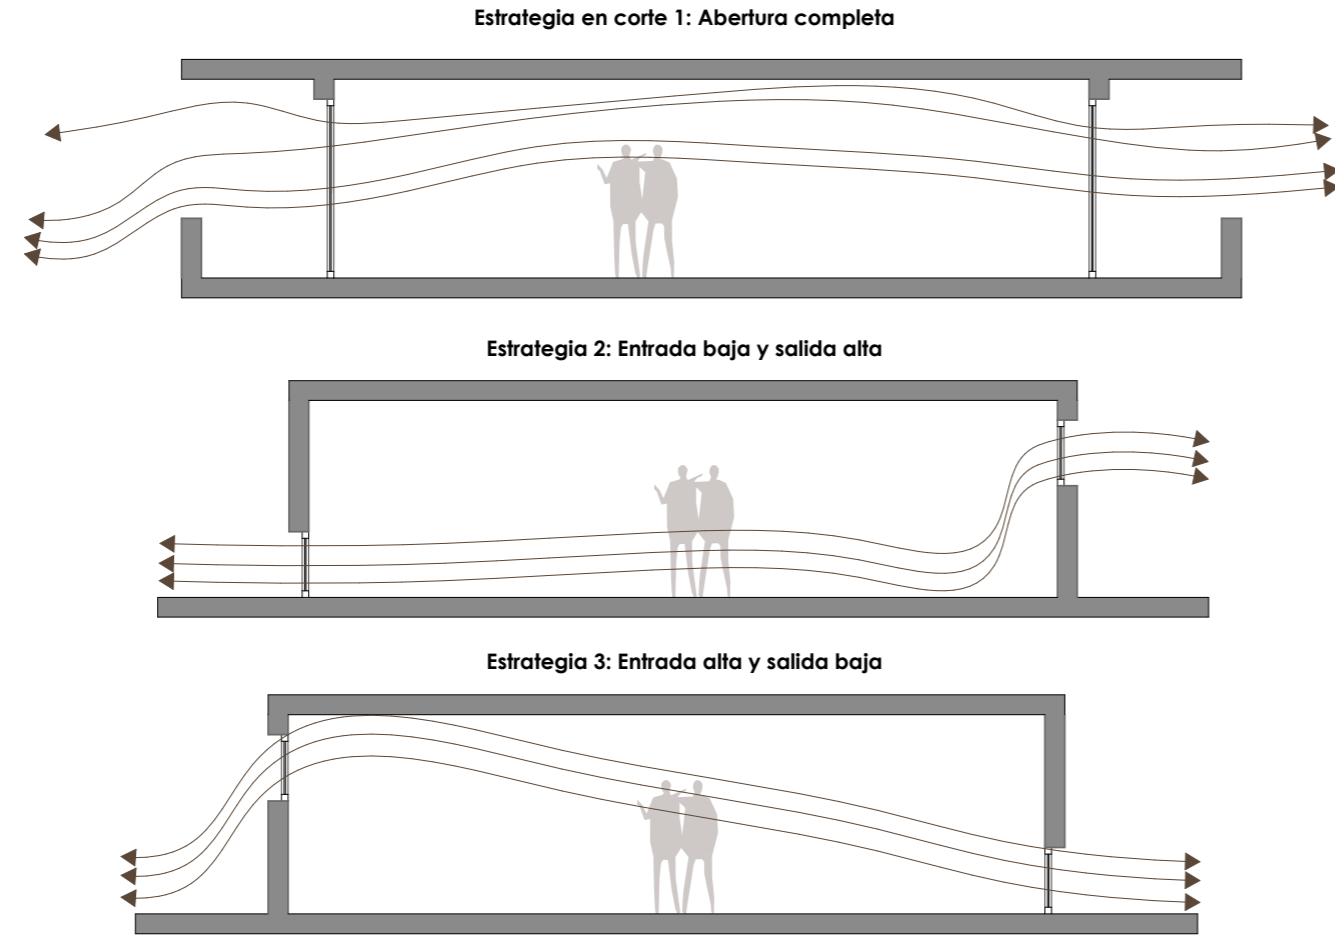 Estrategia en corte 1: Abertura completa
Estrategia 2: Entrada baja y salida alta
Estrategia 3: Entrada alta y salida baja